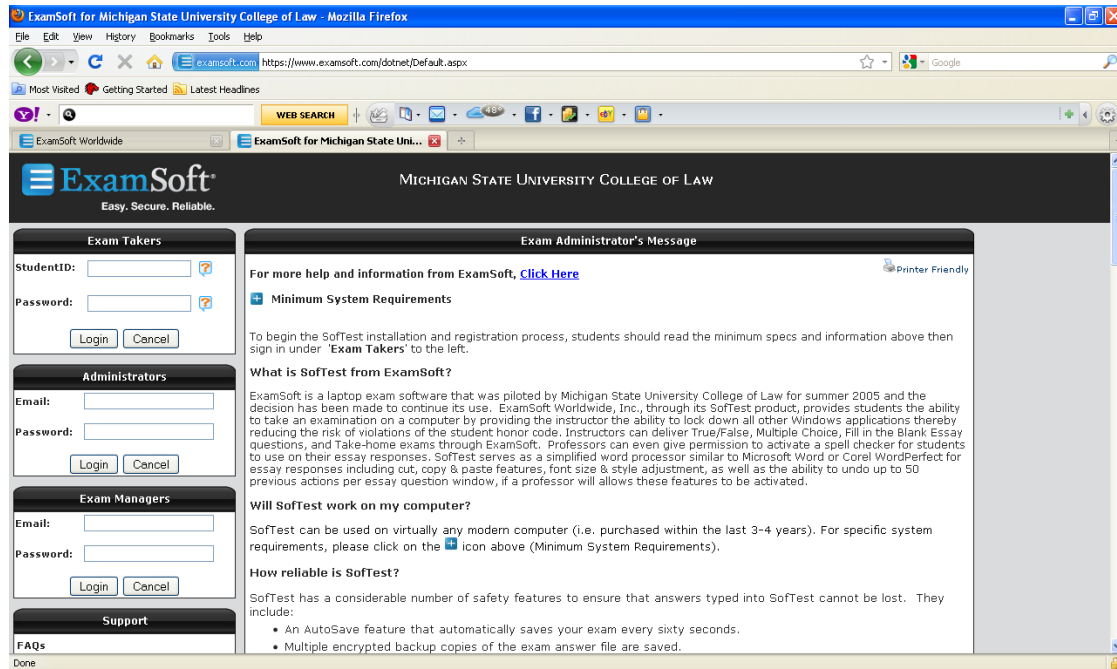 ExamSoft for Michigan State University College of Law - Mozilla Firefox
File Edit View History Bookmarks Tools Help
examsoft.com https://www.examsoft.com/dotnet/Default.aspx
Google
Most Visited Getting Started Latest Headlines
Y! WEB SEARCH 48°
ExamSoft Worldwide
ExamSoft for Michigan State Uni...
ExamSoft
Easy. Secure. Reliable.
MICHIGAN STATE UNIVERSITY COLLEGE OF LAW
Exam Takers
StudentID:
Password:
Login Cancel
Administrators
Email:
Password:
Login Cancel
Exam Managers
Email:
Password:
Login Cancel
Support
FAQs
Exam Administrator's Message
Printer Friendly
For more help and information from ExamSoft, Click Here
Minimum System Requirements
To begin the SofTest installation and registration process, students should read the minimum specs and information above then
sign in under 'Exam Takers' to the left.
What is SofTest from ExamSoft?
ExamSoft is a laptop exam software that was piloted by Michigan State University College of Law for summer 2005 and the
decision has been made to continue its use. ExamSoft Worldwide, Inc., through its SofTest product, provides students the ability
to take an examination on a computer by providing the instructor the ability to lock down all other Windows applications thereby
reducing the risk of violations of the student honor code. Instructors can deliver True/False, Multiple Choice, Fill in the Blank Essay
questions, and Take-home exams through ExamSoft. Professors can even give permission to activate a spell checker for students
to use on their essay responses. SofTest serves as a simplified word processor similar to Microsoft Word or Corel WordPerfect for
essay responses including cut, copy & paste features, font size & style adjustment, as well as the ability to undo up to 50
previous actions per essay question window, if a professor will allows these features to be activated.
Will SofTest work on my computer?
SofTest can be used on virtually any modern computer (i.e. purchased within the last 3-4 years). For specific system
requirements, please click on the icon above (Minimum System Requirements).
How reliable is SofTest?
SofTest has a considerable number of safety features to ensure that answers typed into SofTest cannot be lost. They
include:
• An AutoSave feature that automatically saves your exam every sixty seconds.
• Multiple encrypted backup copies of the exam answer file are saved.
Done